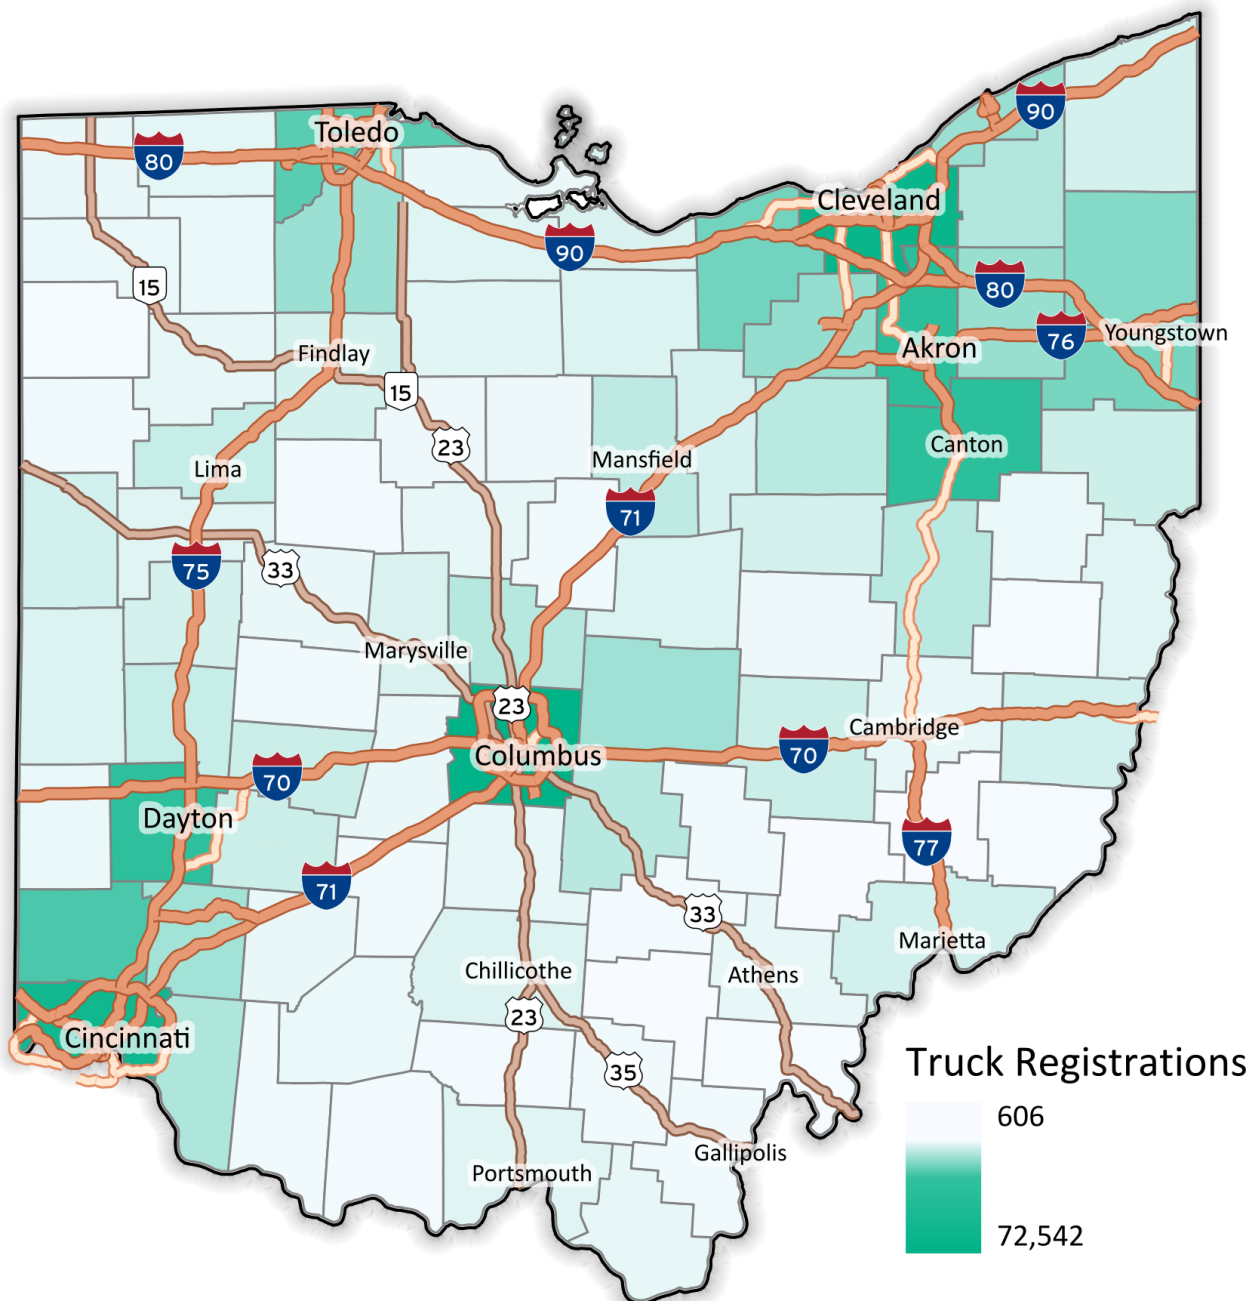 90
Toledo
80
Cleveland
90
15
80
76
Youngstown
Akron
Findlay
15
23
Canton
Mansfield
Lima
71
75
33
Marysville
23
Cambridge
Columbus
70
70
Dayton
77
71
33
Marietta
Chillicothe
Athens
23
Cincinnati
35
Gallipolis
Portsmouth
Truck Registrations
606
72,542